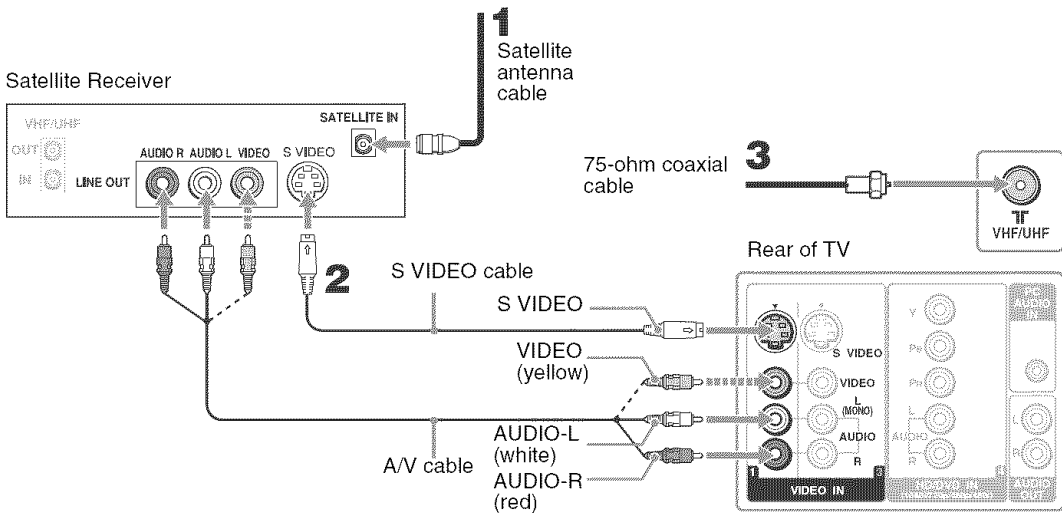 1
Satellite
antenna
cable
Satellite Receiver
VHF/UHF
OUT
IN
SATELLITE IN
AUDIO R AUDIO L VIDEO S VIDEO
LINE OUT
3
75-ohm coaxial
cable
VHF/UHF
2
S VIDEO cable
Rear of TV
S VIDEO
VIDEO
(yellow)
AUDIO-L
(white)
A/V cable
AUDIO-R
(red)
S VIDEO
VIDEO
L
(MONO)
AUDIO
R
1
VIDEO IN
Y
PB
PR
L
AUDIO
R
AUDIO
IN
L
R
AUDIO
OUT